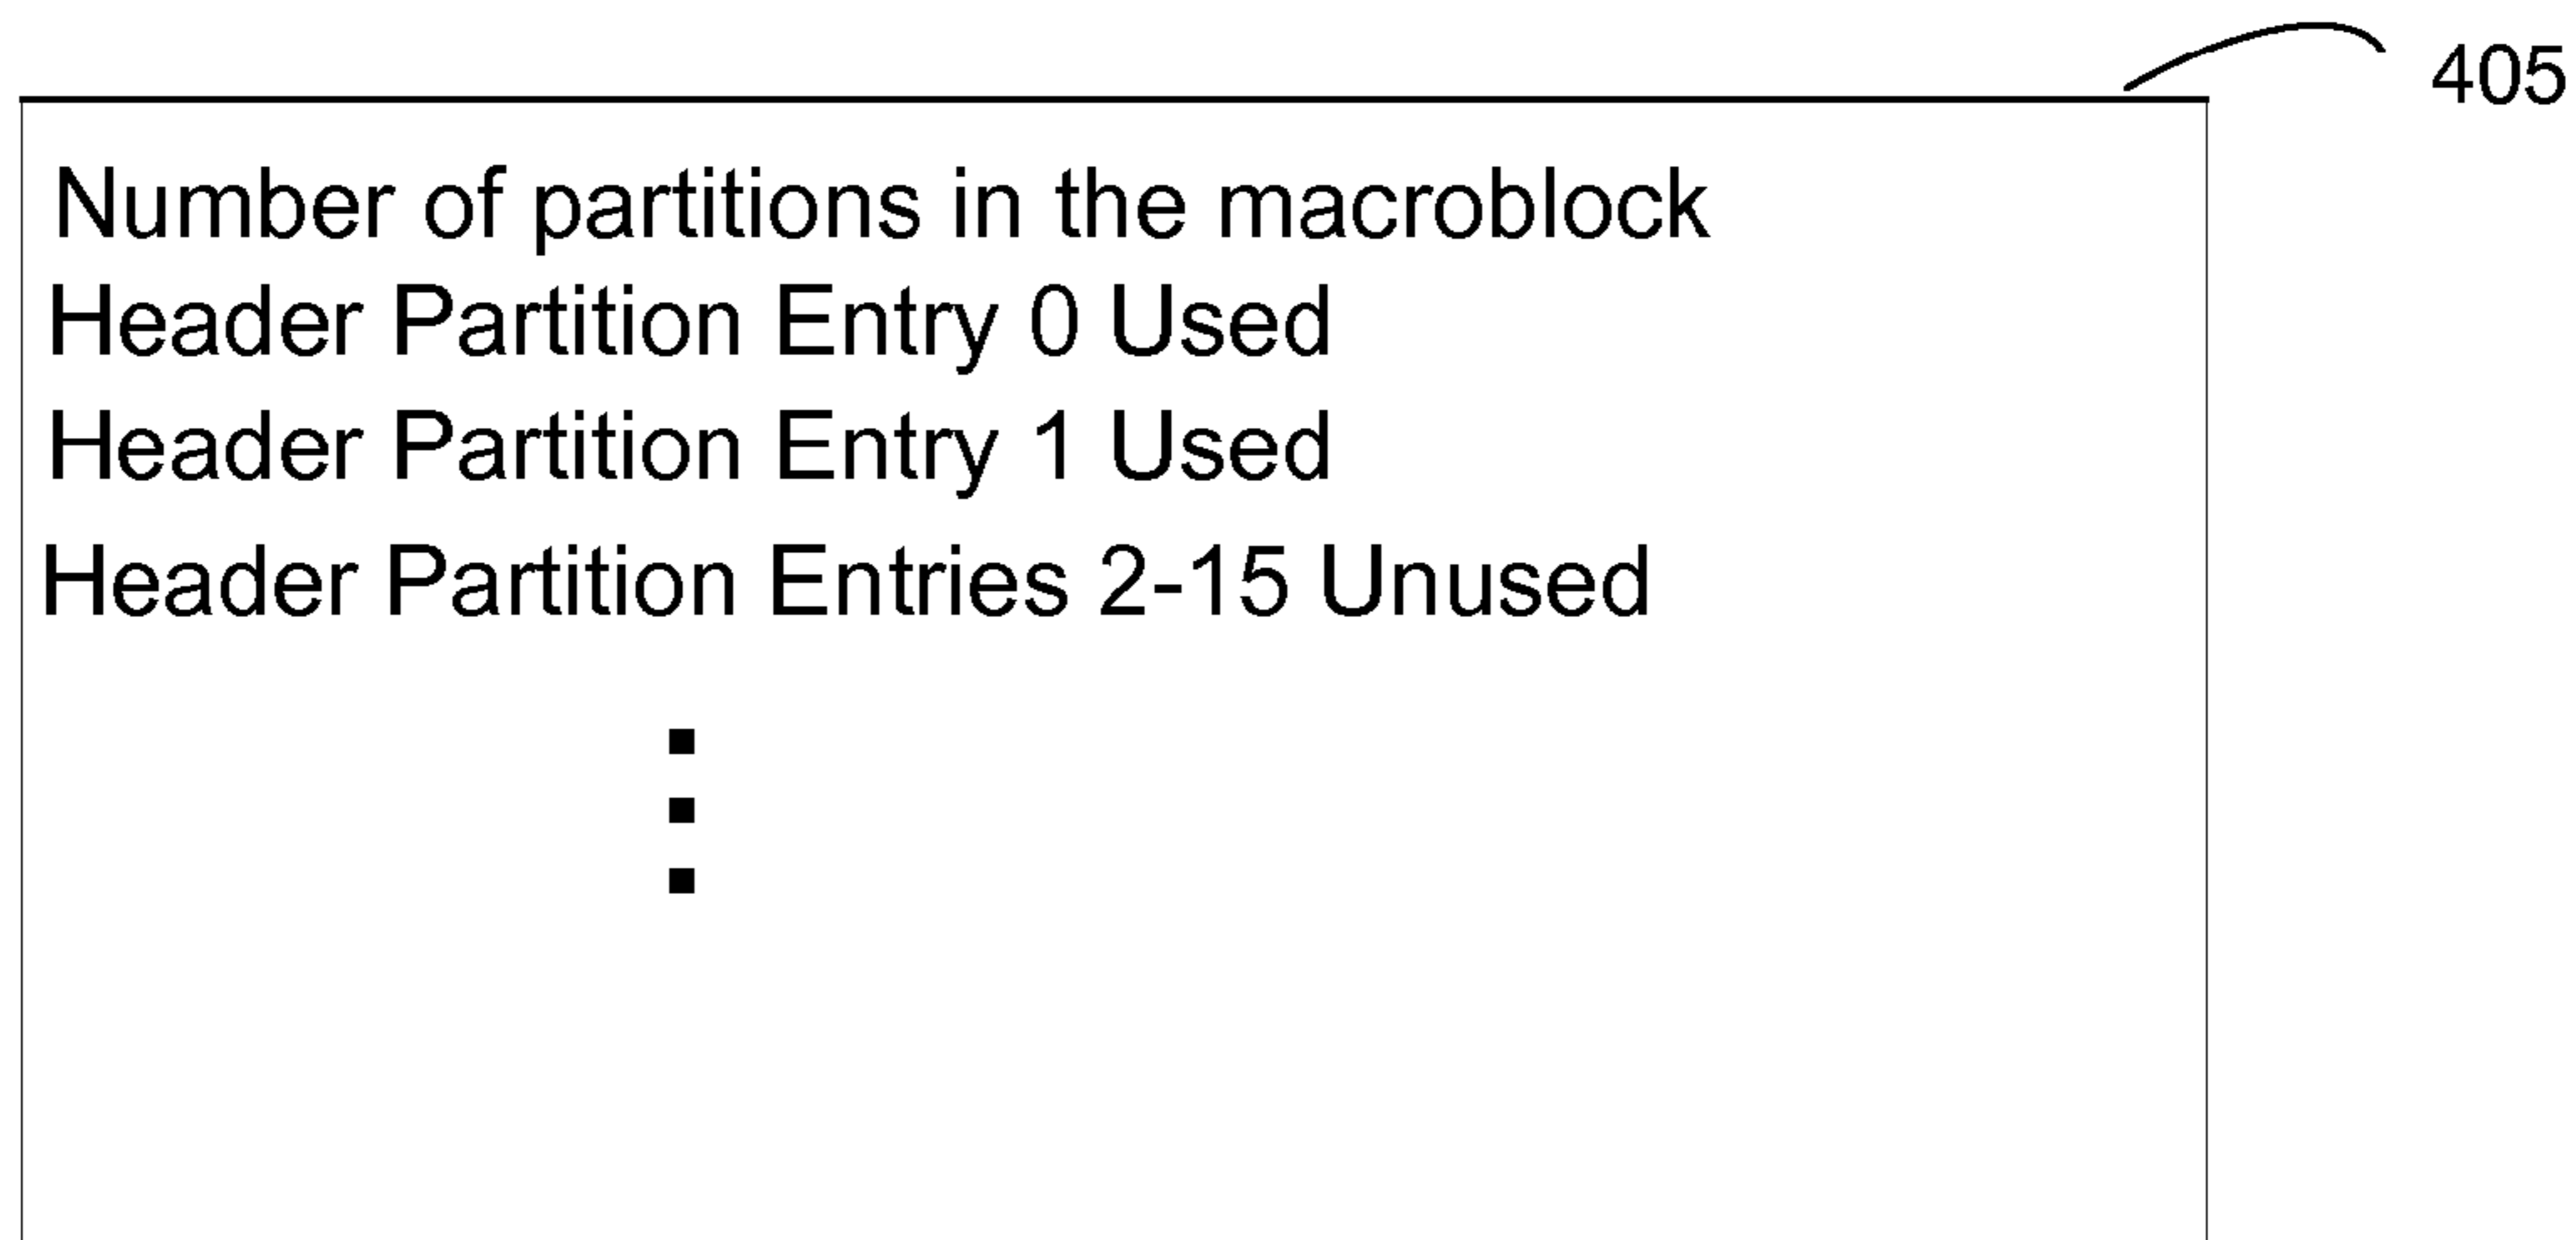 405
Number of partitions in the macroblock
Header Partition Entry 0 Used
Header Partition Entry 1 Used
Header Partition Entries 2-15 Unused